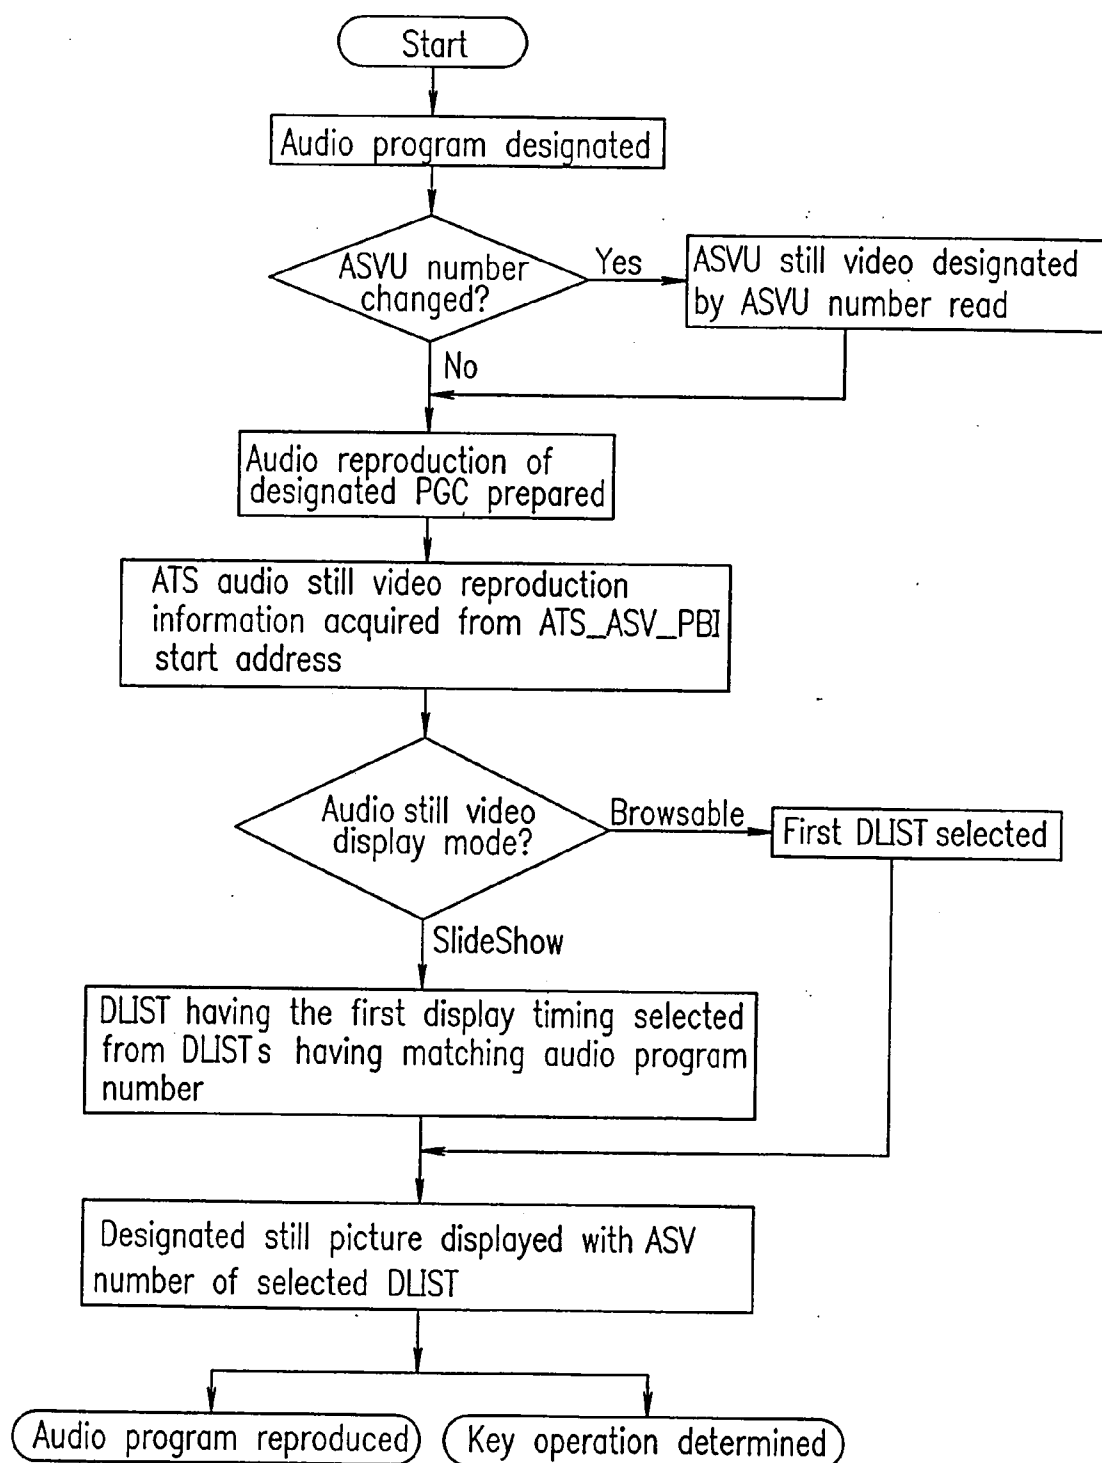 Start
Audio program designated
ASVU number
changed?
Yes
ASVU still video designated
by ASVU number read
No
Audio reproduction of
designated PGC prepared
ATS audio still video reproduction
information acquired from ATS_ASV_PBI
start address
Audio still video
display mode?
Browsable
First DLIST selected
SlideShow
DLIST having the first display timing selected
from DLISTs having matching audio program
number
Designated still picture displayed with ASV
number of selected DLIST
Audio program reproduced
Key operation determined